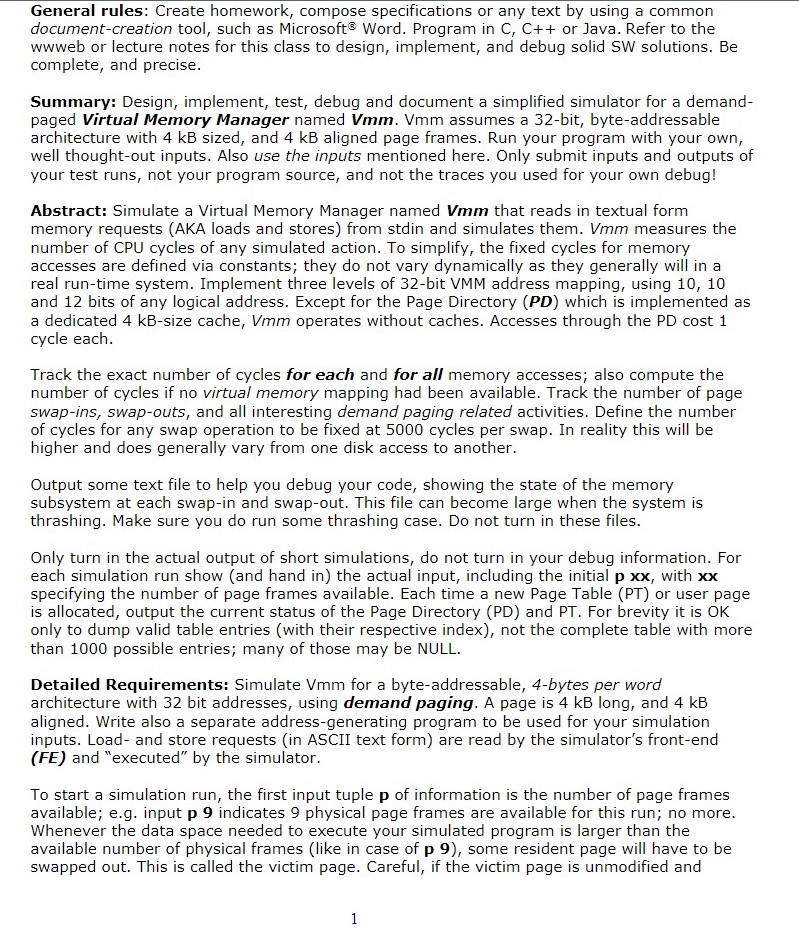 General rules: Create homework, compose specifications or any text by using a common
document-creation tool, such as Microsoft® Word. Program in C, C++ or Java. Refer to the
wwweb or lecture notes for this class to design, implement, and debug solid SW solutions. Be
complete, and precise.
Summary: Design, implement, test, debug and document a simplified simulator for a demand-
paged Virtual Memory Manager named Vmm. Vmm assumes a 32-bit, byte-addressable
architecture with 4 kB sized, and 4 kB aligned page frames. Run your program with your own,
well thought-out inputs. Also use the inputs mentioned here. Only submit inputs and outputs of
your test runs, not your program source, and not the traces you used for your own debug!
Abstract: Simulate a Virtual Memory Manager named Vmm that reads in textual form
memory requests (AKA loads and stores) from stdin and simulates them. Vmm measures the
number of CPU cycles of any simulated action. To simplify, the fixed cycles for memory
accesses are defined via constants; they do not vary dynamically as they generally will in a
real run-time system. Implement three levels of 32-bit VMM address mapping, using 10, 10
and 12 bits of any logical address. Except for the Page Directory (PD) which is implemented as
a dedicated 4 kB-size cache, Vmm operates without caches. Accesses through the PD cost 1
cycle each.
Track the exact number of cycles for each and for all memory accesses; also compute the
number of cycles if no virtual memory mapping had been available. Track the number of page
swap-ins, swap-outs, and all interesting demand paging related activities. Define the number
of cycles for any swap operation to be fixed at 5000 cycles per swap. In reality this will be
higher and does generally vary from one disk access to another.
Output some text file to help you debug your code, showing the state of the memory
subsystem at each swap-in and swap-out. This file can become large when the system is
thrashing. Make sure you do run some thrashing case. Do not turn in these files.
Only turn in the actual output of short simulations, do not turn in your debug information. For
each simulation run show (and hand in) the actual input, including the initial p xx, with xx
specifying the number of page frames available. Each time a new Page Table (PT) or user page
is allocated, output the current status of the Page Directory (PD) and PT. For brevity it is OK
only to dump valid table entries (with their respective index), not the complete table with more
than 1000 possible entries; many of those may be NULL.
Detailed Requirements: Simulate Vmm for a byte-addressable, 4-bytes per word
architecture with 32 bit addresses, using demand paging. A page is 4 kB long, and 4 kB
aligned. Write also a separate address-generating program to be used for your simulation
inputs. Load- and store requests (in ASCII text form) are read by the simulator's front-end
(FE) and "executed" by the simulator.
To start a simulation run, the first input tuple p of information is the number of page frames
available; e.g. input p 9 indicates 9 physical page frames are available for this run; no more.
Whenever the data space needed to execute your simulated program is larger than the
available number of physical frames (like in case of p 9), some resident page will have to be
swapped out. This is called the victim page. Careful, if the victim page is unmodified and
1